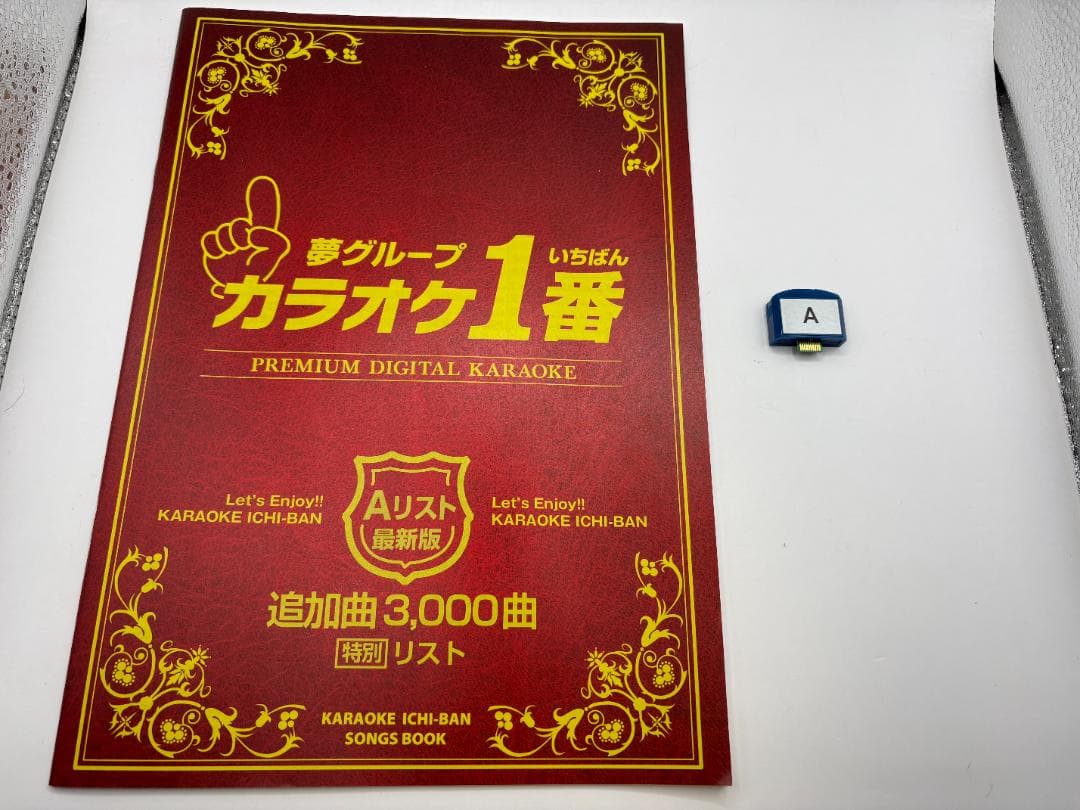 夢グループ
いちばん
カラオケ1番
PREMIUM DIGITAL KARAOKE
Let's Enjoy!!
KARAOKE ICHI-BAN
Aリスト
最新版
Let's Enjoy!!
KARAOKE ICHI-BAN
追加曲3,000曲
特別 リスト
KARAOKE ICHI-BAN
SONGS BOOK
A